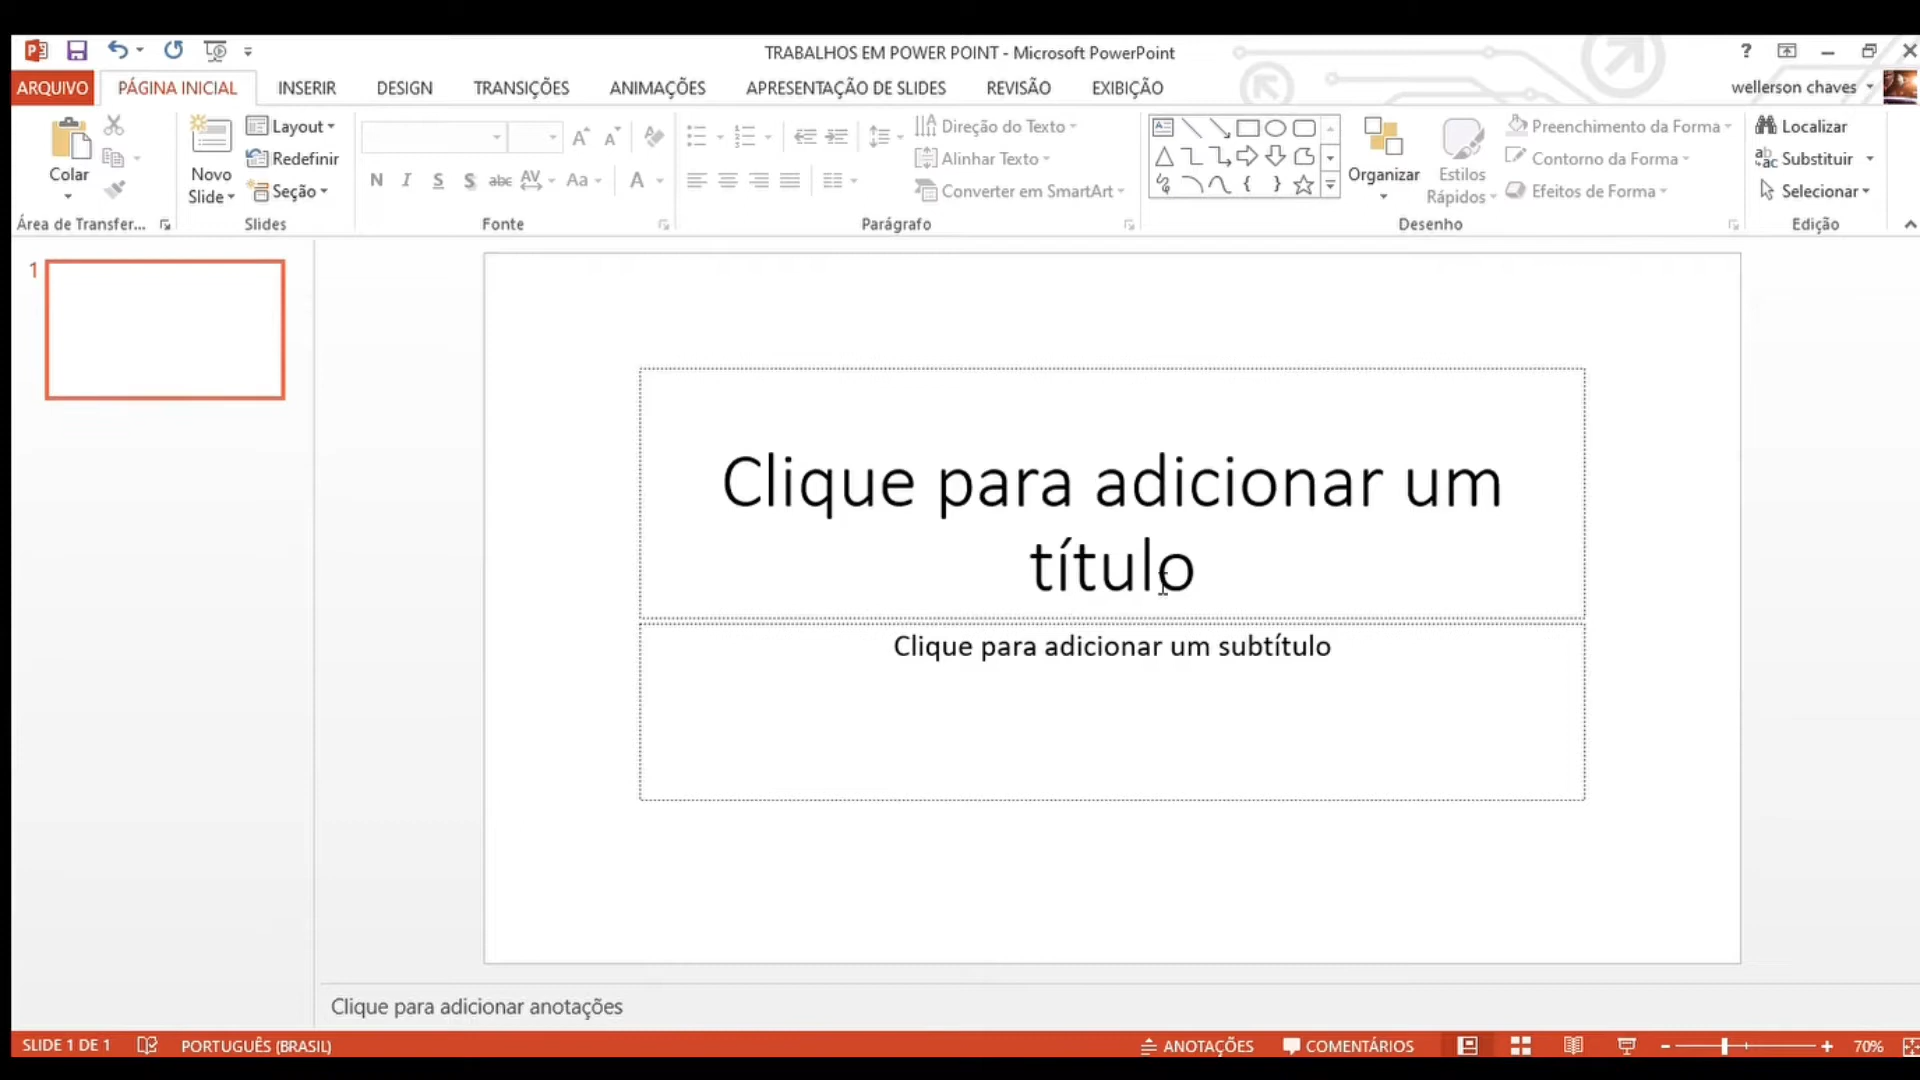 TRABALHOS EM POWER POINT - Microsoft PowerPoint
?
ARQUIVO PÁGINA INICIAL INSERIR DESIGN TRANSIÇÕES ANIMAÇÕES APRESENTAÇÃO DE SLIDES REVISÃO EXIBIÇÃO wellerson chaves
Colar
Área de Transfer...
Novo
Slide
Layout
Redefinir
Seção
Slides
N I S S abc AV Aa A
Fonte
Direção do Texto
Alinhar Texto
Converter em SmartArt
Parágrafo
Organizar
Estilos
Rápidos
Preenchimento da Forma
Contorno da Forma
Efeitos de Forma
Desenho
Localizar
Substituir
Selecionar
Edição
1
Clique para adicionar um
título
Clique para adicionar um subtítulo
Clique para adicionar anotações
SLIDE 1 DE 1 PORTUGUÊS (BRASIL) ANOTAÇÕES COMENTÁRIOS 70%